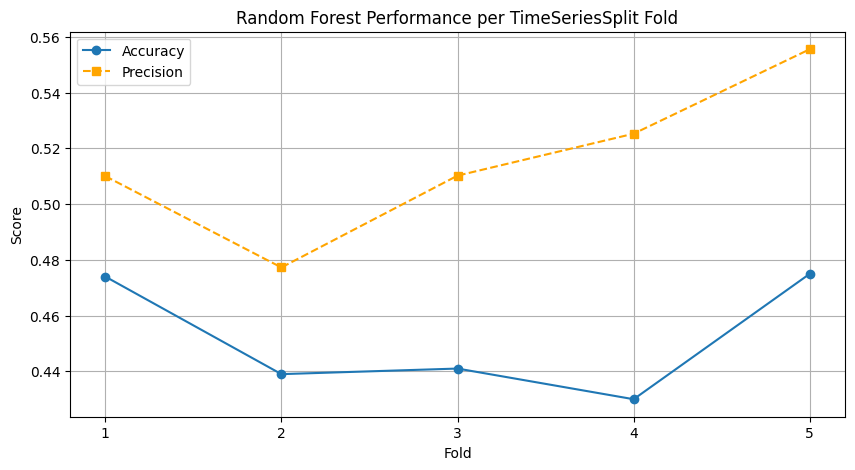 Random Forest Performance per TimeSeriesSplit Fold
Accuracy
Precision
0.56
0.54
0.52
0.50
0.48
0.46
0.44
Score
1 2 3 4 5
Fold